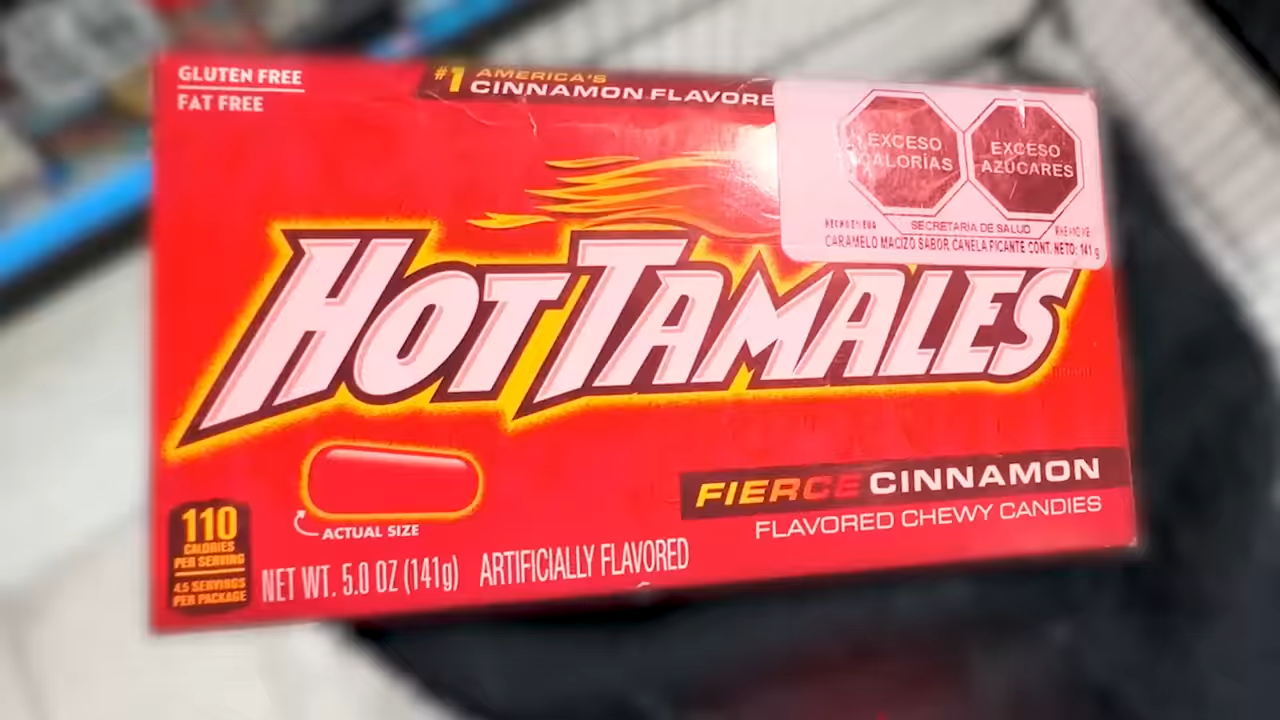 GLUTEN FREE
FAT FREE
#1 AMERICA'S
CINNAMON FLAVORE
EXCESO
CALORÍAS
EXCESO
AZÚCARES
SECRETARÍA DE SALUD
CARAMELO MACIZO SABOR CANELA PICANTE CONT. NETO: 141 g
HOT TAMALES
FIERCE CINNAMON
FLAVORED CHEWY CANDIES
ACTUAL SIZE
110
CALORIES
PER SERVING
4.5 SERVINGS
PER PACKAGE
NET WT. 5.0 OZ (141g) ARTIFICIALLY FLAVORED